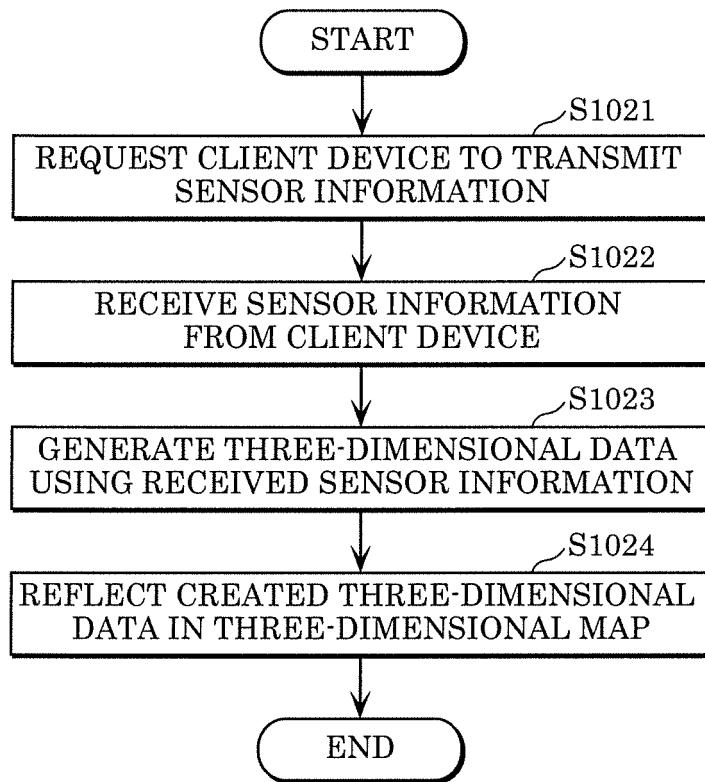 START
S1021
REQUEST CLIENT DEVICE TO TRANSMIT
SENSOR INFORMATION
S1022
RECEIVE SENSOR INFORMATION
FROM CLIENT DEVICE
S1023
GENERATE THREE-DIMENSIONAL DATA
USING RECEIVED SENSOR INFORMATION
S1024
REFLECT CREATED THREE-DIMENSIONAL
DATA IN THREE-DIMENSIONAL MAP
END